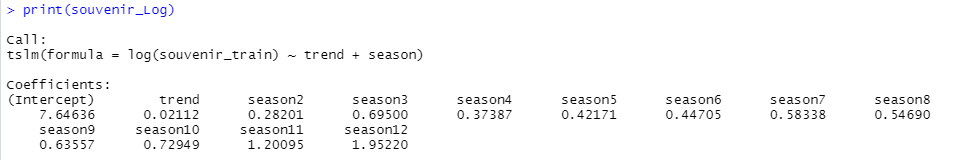 > print(souvenir_Log)
Call:
tslm(formula = log(souvenir_train) ~ trend + season)
Coefficients:
(Intercept) trend season2 season3 season4 season5 season6 season7 season8
7.64636 0.02112 0.28201 0.69500 0.37387 0.42171 0.44705 0.58338 0.54690
season9 season10 season11 season12
0.63557 0.72949 1.20095 1.95220